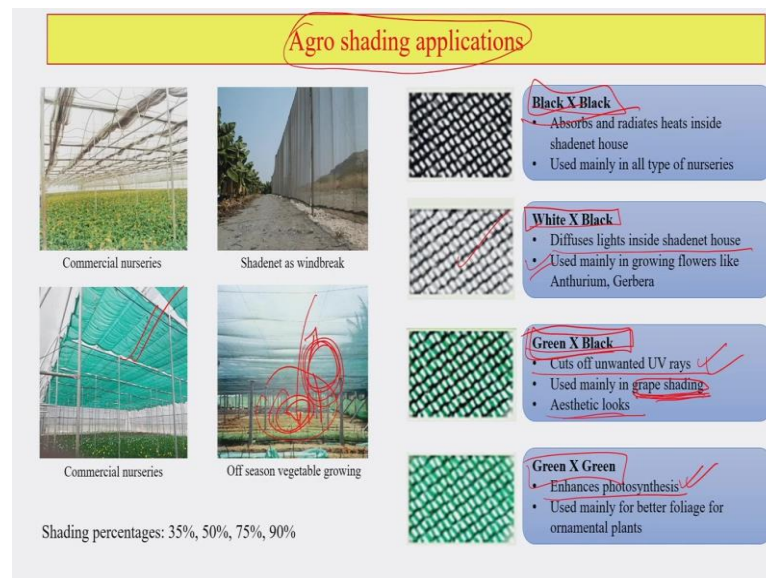 Agro shading applications
Commercial nurseries
Shadenet as windbreak
Commercial nurseries
Off season vegetable growing
Shading percentages: 35%, 50%, 75%, 90%
Black X Black
• Absorbs and radiates heats inside
shadenet house
• Used mainly in all type of nurseries
White X Black
• Diffuses lights inside shadenet house
• Used mainly in growing flowers like
Anthurium, Gerbera
Green X Black
• Cuts off unwanted UV rays
• Used mainly in grape shading
• Aesthetic looks
Green X Green
• Enhances photosynthesis
• Used mainly for better foliage for
ornamental plants